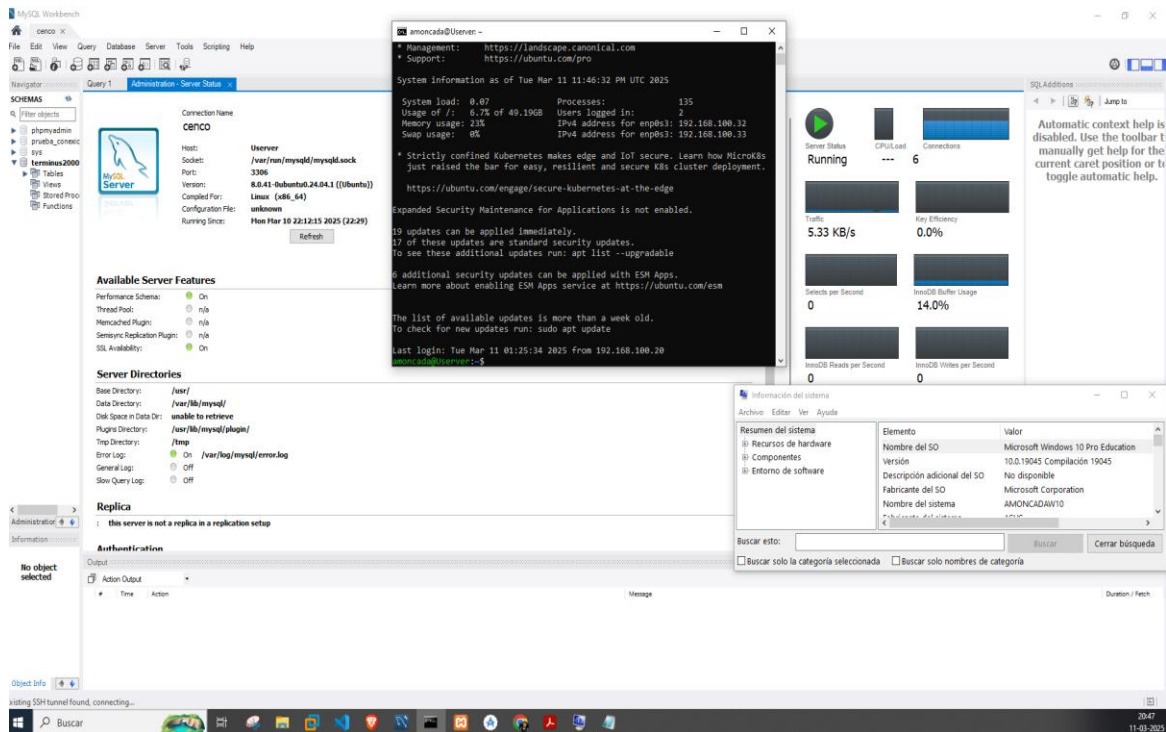 MySQL Workbench
cenco ×
File Edit View Query Database Server Tools Scripting Help
Navigator
SCHEMAS
Filter objects
phpmyadmin
prueba_conexic
sys
terminus2000
Tables
Views
Stored Proc
Functions
Administration
Information
No object
selected
Object Info
Query 1 Administration - Server Status ×
MySQL
Server
Connection Name
cenco
Host: Userver
Socket: /var/run/mysqld/mysqld.sock
Port: 3306
Version: 8.0.41-0ubuntu0.24.04.1 ((Ubuntu))
Compiled For: Linux (x86_64)
Configuration File: unknown
Running Since: Mon Mar 10 22:12:15 2025 (22:29)
Refresh
Available Server Features
Performance Schema: On
Thread Pool: n/a
Memcached Plugin: n/a
Semisync Replication Plugin: n/a
SSL Availability: On
Server Directories
Base Directory: /usr/
Data Directory: /var/lib/mysql/
Disk Space in Data Dir: unable to retrieve
Plugins Directory: /usr/lib/mysql/plugin/
Tmp Directory: /tmp
Error Log: On /var/log/mysql/error.log
General Log: Off
Slow Query Log: Off
Replica
: this server is not a replica in a replication setup
Authentication
Output
Action Output
# Time Action Message Duration / Fetch
amoncada@Userver: ~
* Management: https://landscape.canonical.com
* Support: https://ubuntu.com/pro
System information as of Tue Mar 11 11:46:32 PM UTC 2025
System load: 0.07 Processes: 135
Usage of /: 6.7% of 49.19GB Users logged in: 2
Memory usage: 23% IPv4 address for enp0s3: 192.168.100.32
Swap usage: 0% IPv4 address for enp0s3: 192.168.100.33
* Strictly confined Kubernetes makes edge and IoT secure. Learn how MicroK8s
just raised the bar for easy, resilient and secure K8s cluster deployment.
https://ubuntu.com/engage/secure-kubernetes-at-the-edge
Expanded Security Maintenance for Applications is not enabled.
19 updates can be applied immediately.
17 of these updates are standard security updates.
To see these additional updates run: apt list --upgradable
6 additional security updates can be applied with ESM Apps.
Learn more about enabling ESM Apps service at https://ubuntu.com/esm
The list of available updates is more than a week old.
To check for new updates run: sudo apt update
Last login: Tue Mar 11 01:25:34 2025 from 192.168.100.20
amoncada@Userver:~$
Server Status
Running
CPU/Load
---
Connections
6
Traffic
5.33 KB/s
Key Efficiency
0.0%
Selects per Second
0
InnoDB Buffer Usage
14.0%
InnoDB Reads per Second
0
InnoDB Writes per Second
0
SQLAdditions
Jump to
Automatic context help is
disabled. Use the toolbar t
manually get help for the
current caret position or to
toggle automatic help.
Información del sistema
Archivo Editar Ver Ayuda
Resumen del sistema
Recursos de hardware
Componentes
Entorno de software
Elemento Valor
Nombre del SO Microsoft Windows 10 Pro Education
Versión 10.0.19045 Compilación 19045
Descripción adicional del SO No disponible
Fabricante del SO Microsoft Corporation
Nombre del sistema AMONCADAW10
Buscar esto: Buscar Cerrar búsqueda
Buscar solo la categoría seleccionada Buscar solo nombres de categoría
existing SSH tunnel found, connecting...
Buscar
20:47
11-03-2025